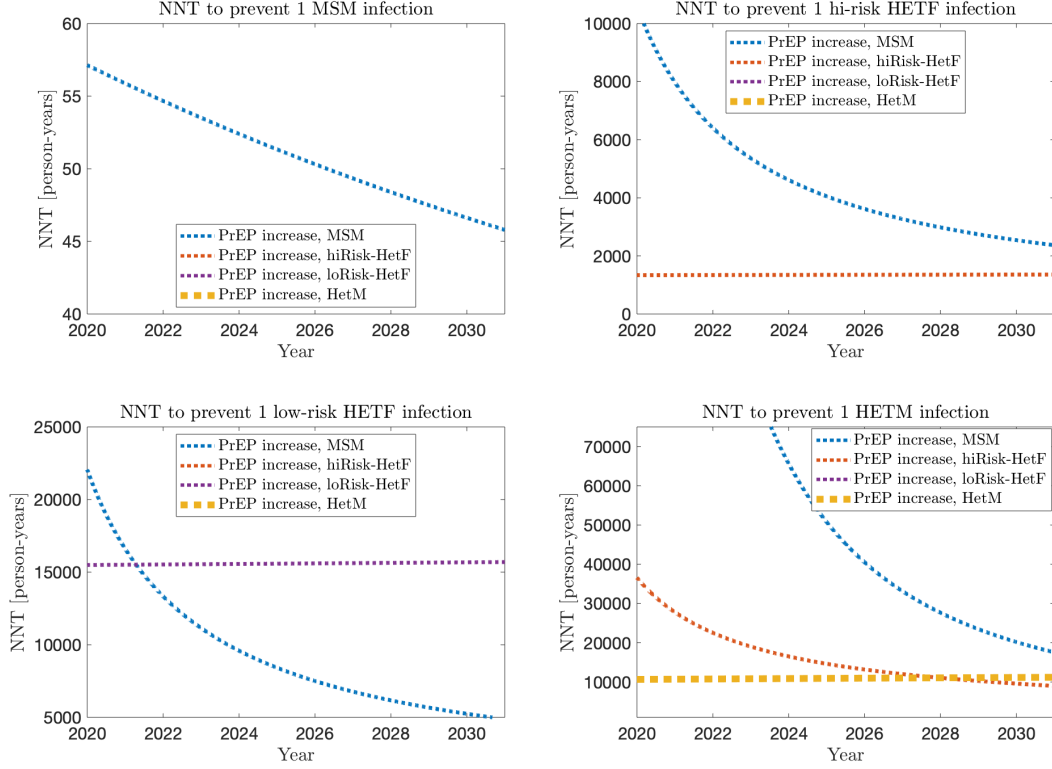 NNT to prevent 1 MSM infection
60
55
50
45
40
NNT [person-years]
PrEP increase, MSM
PrEP increase, hiRisk-HetF
PrEP increase, loRisk-HetF
PrEP increase, HetM
2020 2022 2024 2026 2028 2030
Year
NNT to prevent 1 hi-risk HETF infection
10000
8000
6000
4000
2000
0
NNT [person-years]
PrEP increase, MSM
PrEP increase, hiRisk-HetF
PrEP increase, loRisk-HetF
PrEP increase, HetM
2020 2022 2024 2026 2028 2030
Year
NNT to prevent 1 low-risk HETF infection
25000
20000
15000
10000
5000
NNT [person-years]
PrEP increase, MSM
PrEP increase, hiRisk-HetF
PrEP increase, loRisk-HetF
PrEP increase, HetM
2020 2022 2024 2026 2028 2030
Year
NNT to prevent 1 HETM infection
70000
60000
50000
40000
30000
20000
10000
NNT [person-years]
PrEP increase, MSM
PrEP increase, hiRisk-HetF
PrEP increase, loRisk-HetF
PrEP increase, HetM
2020 2022 2024 2026 2028 2030
Year